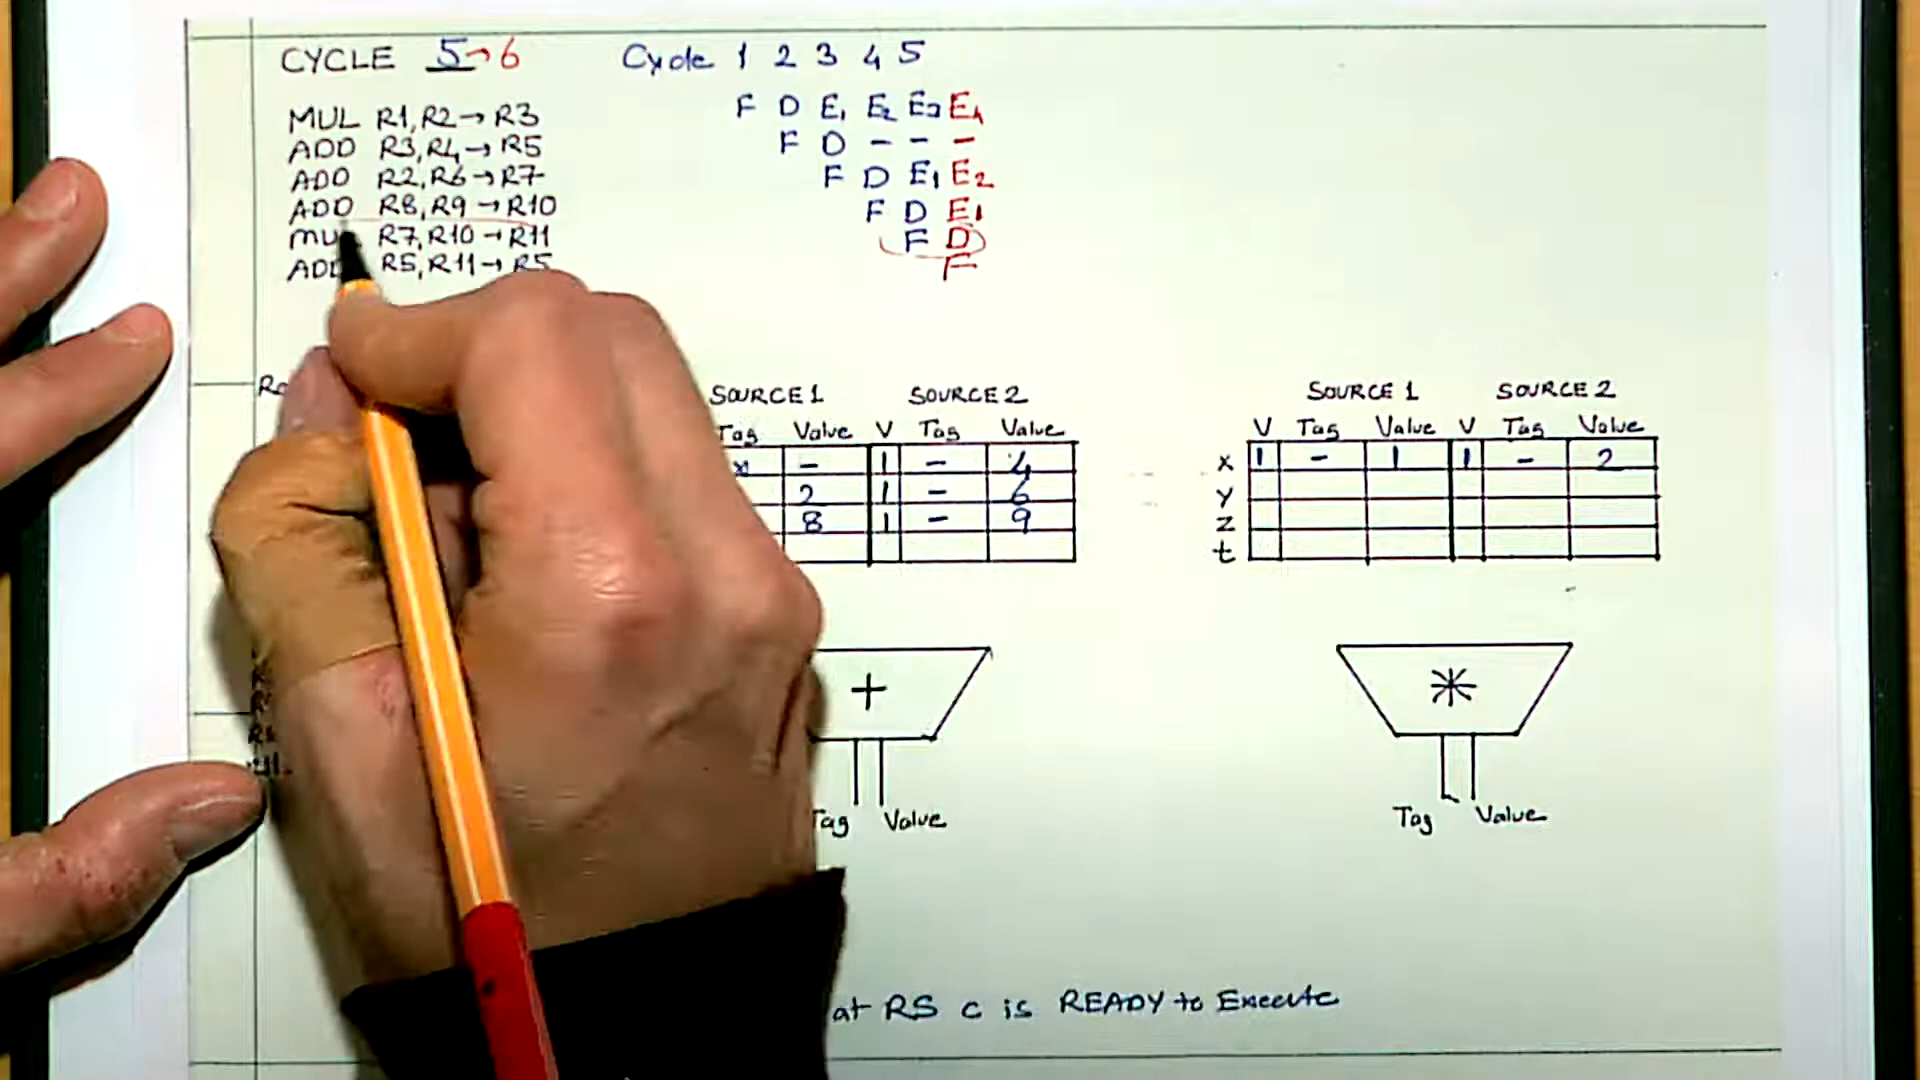 CYCLE 5→6
MUL R1,R2→R3
ADD R3,R4→R5
ADD R2,R6→R7
ADD R8,R9→R10
R7,R10→R11
ADD R5,R11→R5
Cycle 1 2 3 4 5
F D E1 E2 E3 E4
F D - - -
F D E1 E2
F D E1
F D
F
SOURCE 1 SOURCE 2
Tag Value V Tag Value
x - 1 - 4
2 1 - 6
8 1 - 9
SOURCE 1 SOURCE 2
V Tag Value V Tag Value
x 1 - 1 1 - 2
y
z
t
+
Tag Value
*
Tag Value
at RS c is READY to Execute